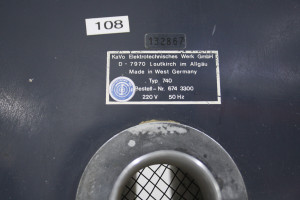 108
132867
KaVo Elektrotechnisches Werk GmbH
D - 7970 Leutkirch im Allgäu
Made in West Germany
Typ 740
Bestell-Nr. 674 3300
220 V 50 Hz